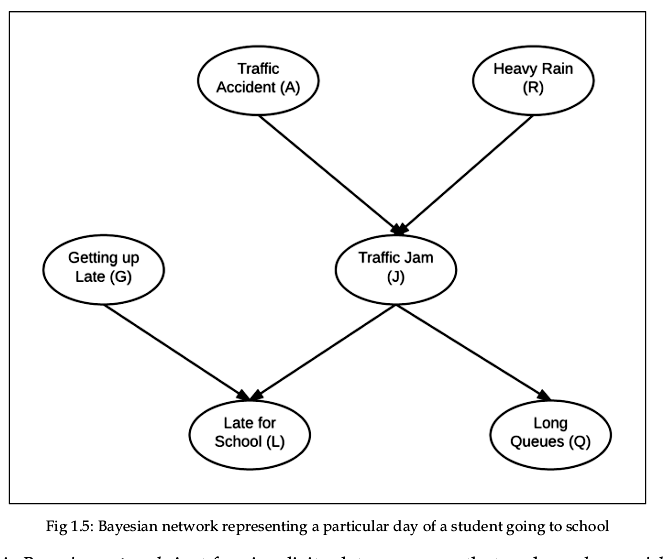 Traffic
Accident (A)
Heavy Rain
(R)
Getting up
Late (G)
Traffic Jam
(J)
Late for
School (L)
Long
Queues (Q)
Fig 1.5: Bayesian network representing a particular day of a student going to school